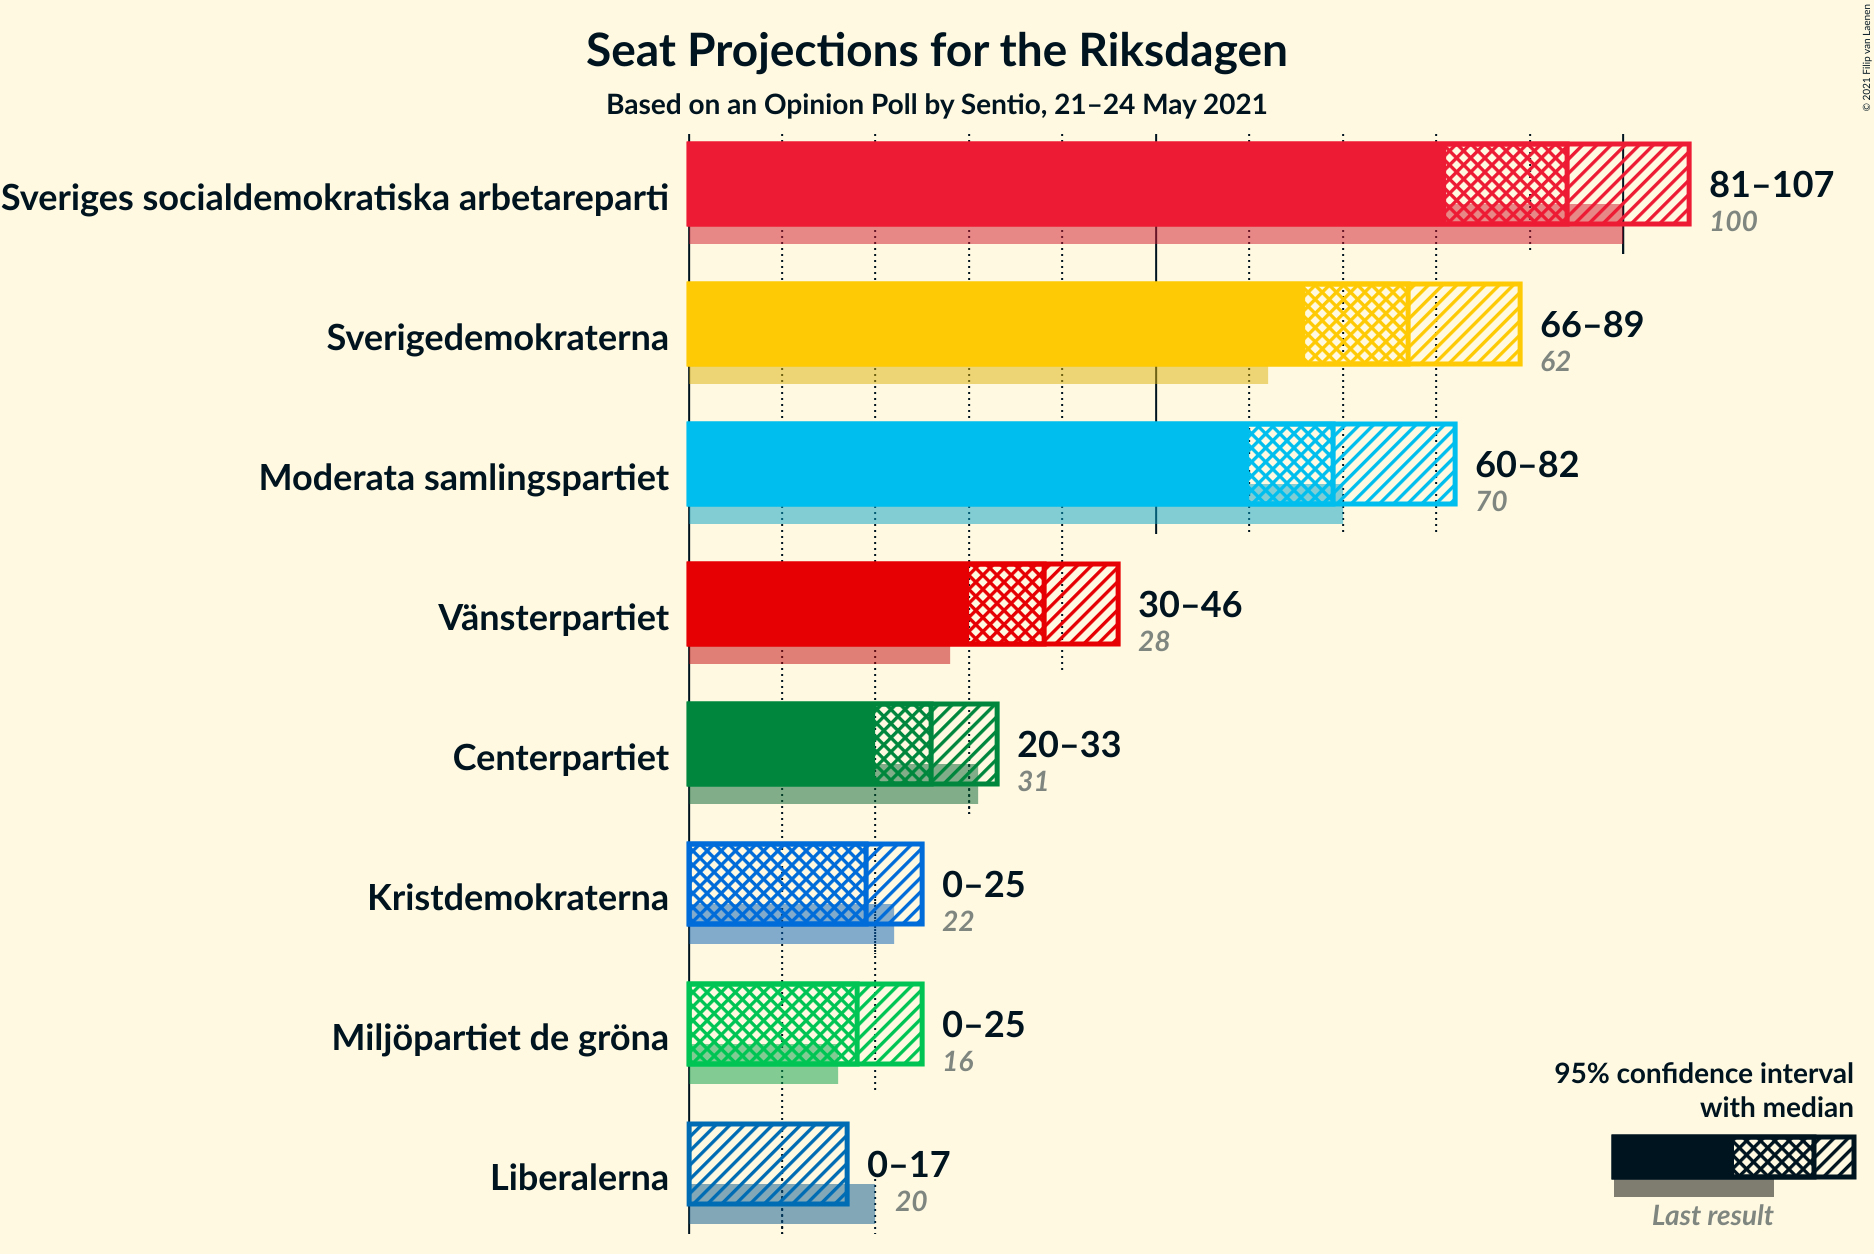 Seat Projections for the Riksdagen
Based on an Opinion Poll by Sentio, 21–24 May 2021
© 2021 Filip van Laenen
Sveriges socialdemokratiska arbetareparti
81–107
100
Sverigedemokraterna
66–89
62
Moderata samlingspartiet
60–82
70
Vänsterpartiet
30–46
28
Centerpartiet
20–33
31
Kristdemokraterna
0–25
22
Miljöpartiet de gröna
0–25
16
Liberalerna
0–17
20
95% confidence interval
with median
Last result